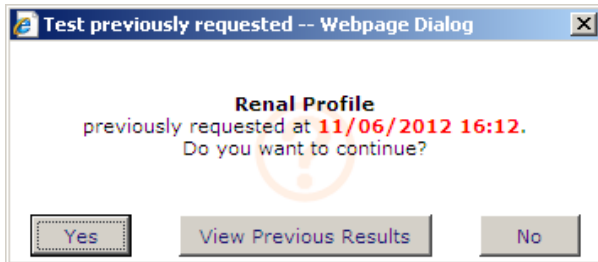 Test previously requested -- Webpage Dialog
Renal Profile
previously requested at 11/06/2012 16:12.
Do you want to continue?
Yes
View Previous Results
No